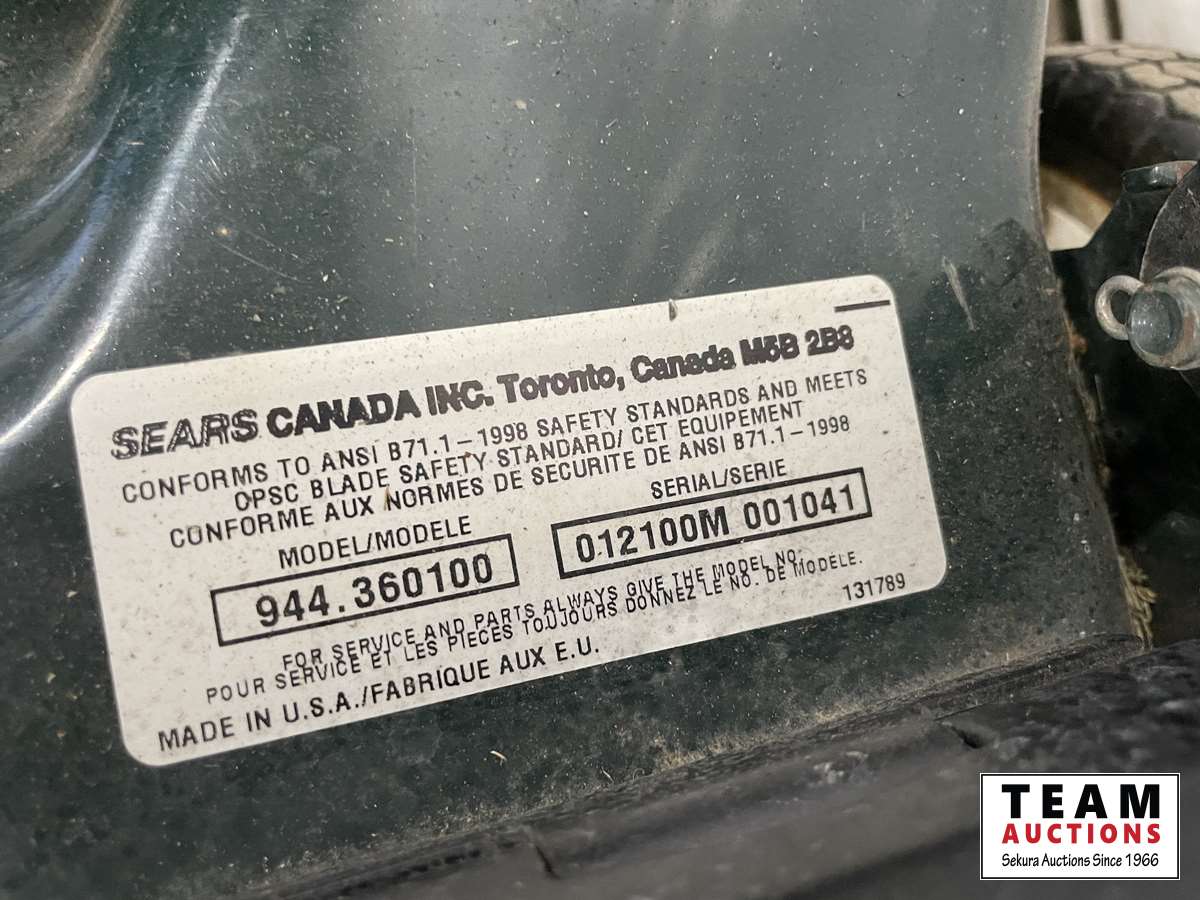 SEARS CANADA INC. Toronto, Canada M5B 2B8
CONFORMS TO ANSI B71.1-1998 SAFETY STANDARDS AND MEETS
CPSC BLADE SAFETY STANDARD/ CET EQUIPEMENT
CONFORME AUX NORMES DE SECURITE DE ANSI B71.1-1998
MODEL/MODELE
944.360100
SERIAL/SERIE
012100M 001041
FOR SERVICE AND PARTS ALWAYS GIVE THE MODEL NO.
POUR SERVICE ET LES PIECES TOUJOURS DONNEZ LE NO. DE MODELE.
131789
MADE IN U.S.A./FABRIQUE AUX E.U.
TEAM
AUCTIONS
Sekura Auctions Since 1966